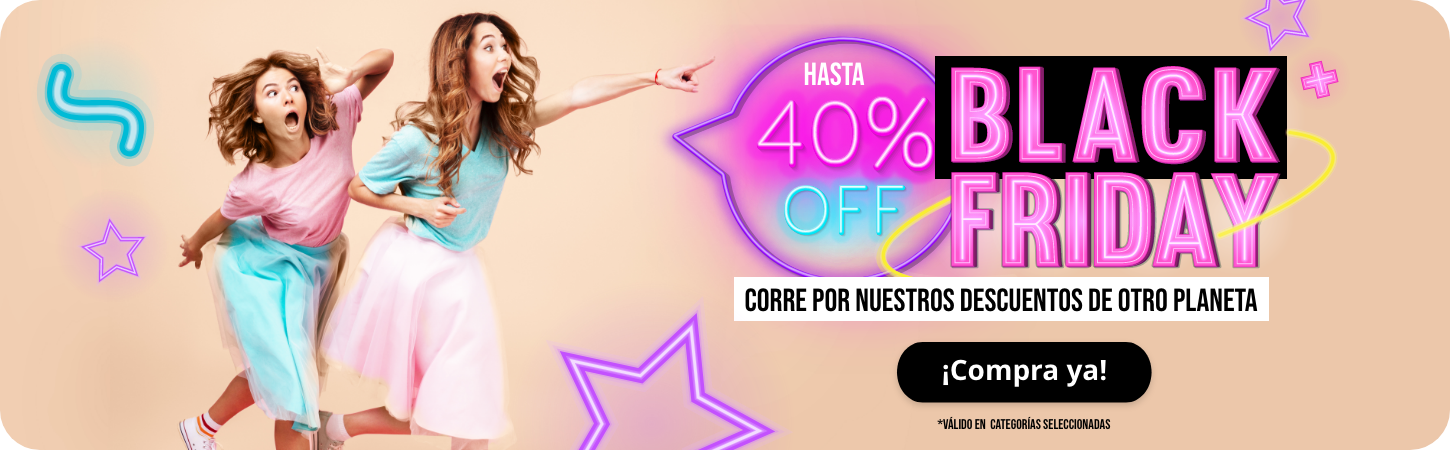 HASTA
40%
OFF
BLACK
FRIDAY
CORRE POR NUESTROS DESCUENTOS DE OTRO PLANETA
¡Compra ya!
*VÁLIDO EN CATEGORÍAS SELECCIONADAS